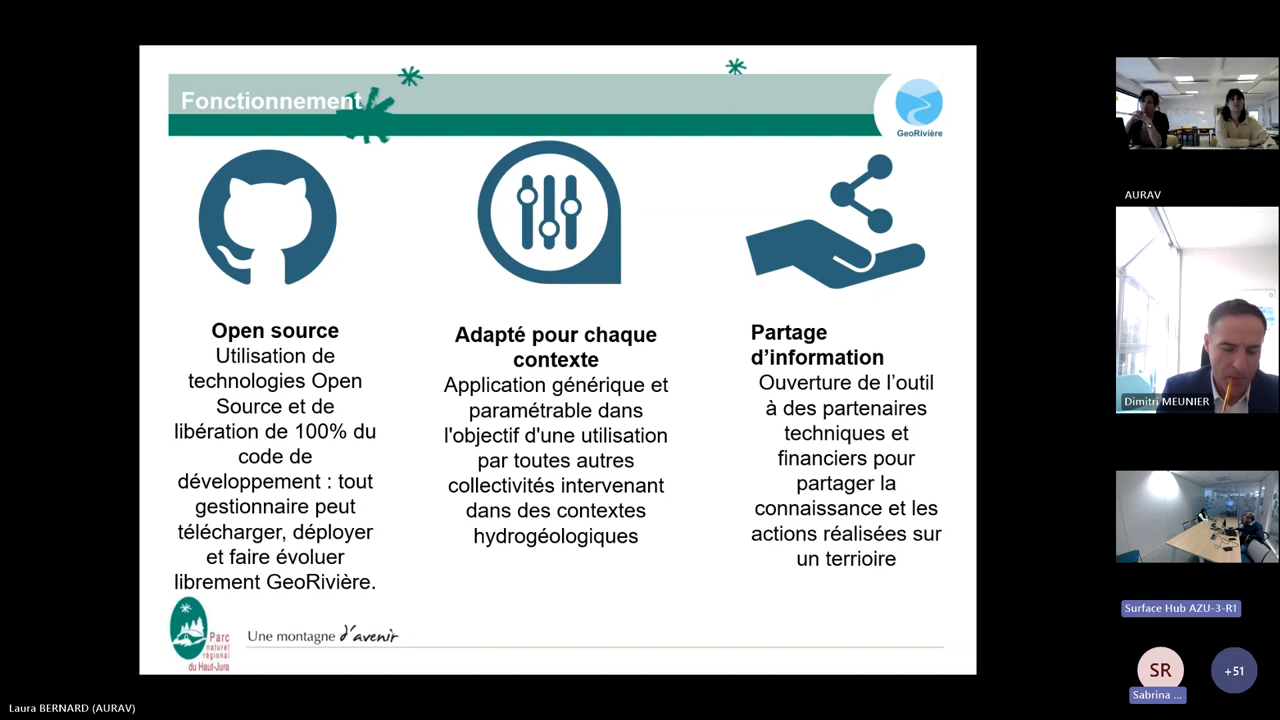 Fonctionnement
GeoRivière
Open source
Utilisation de
technologies Open
Source et de
libération de 100% du
code de
développement : tout
gestionnaire peut
télécharger, déployer
et faire évoluer
librement GeoRivière.
Adapté pour chaque
contexte
Application générique et
paramétrable dans
l'objectif d'une utilisation
par toutes autres
collectivités intervenant
dans des contextes
hydrogéologiques
Partage
d’information
Ouverture de l’outil
à des partenaires
techniques et
financiers pour
partager la
connaissance et les
actions réalisées sur
un terrioire
Parc
naturel
régional
du Haut-Jura
Une montagne d'avenir
AURAV
Dimitri MEUNIER
Surface Hub AZU-3-R1
SR
Sabrina ...
+51
Laura BERNARD (AURAV)